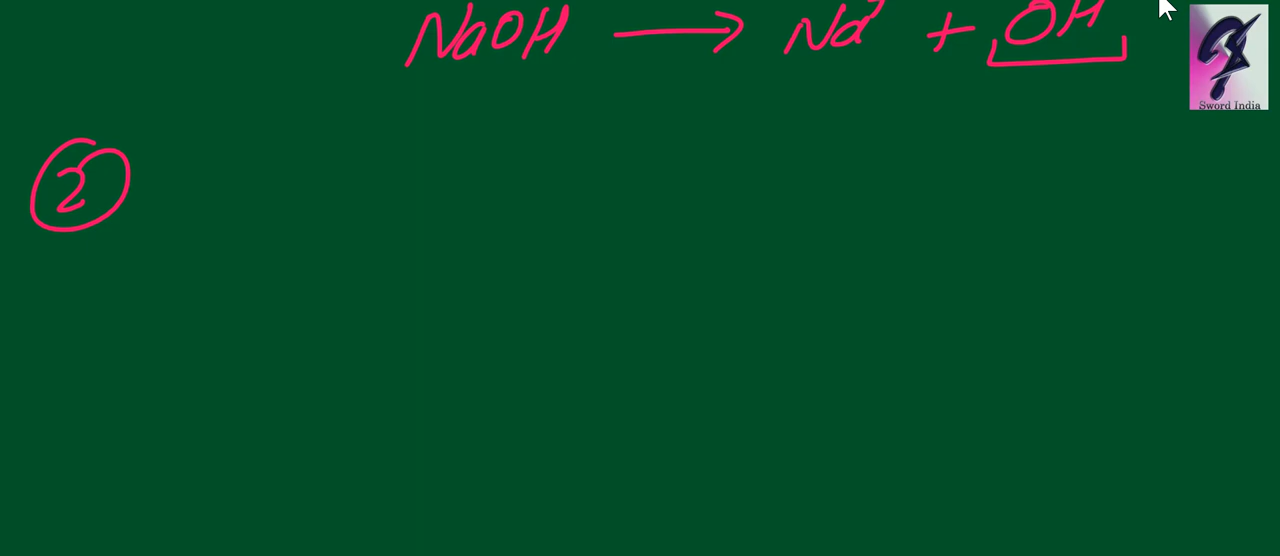 NaOH → Na⁺ + OH
②
Sword India